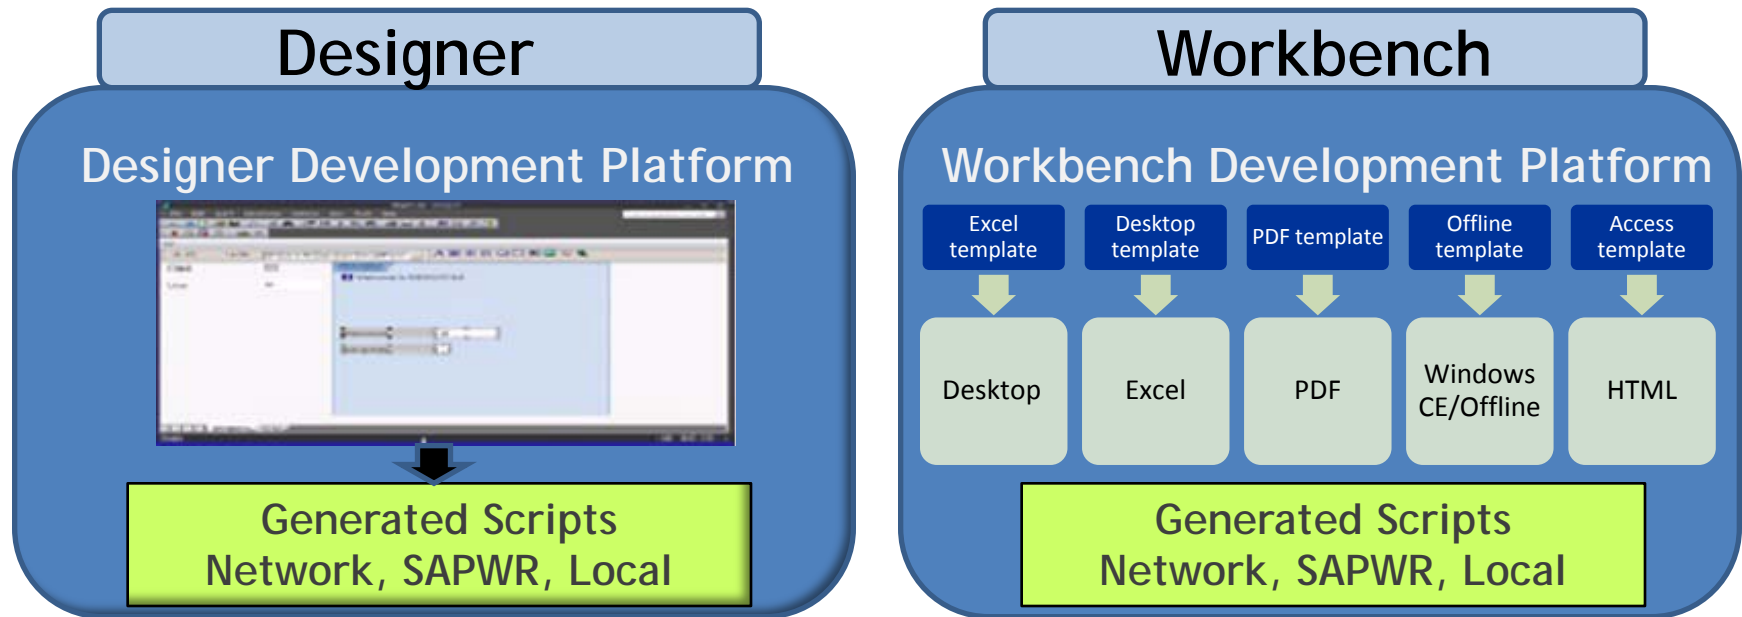 Designer
Designer Development Platform
Generated Scripts
Network, SAPWR, Local
Workbench
Workbench Development Platform
Excel
template
Desktop
template
PDF template
Offline
template
Access
template
Desktop
Excel
PDF
Windows
CE/Offline
HTML
Generated Scripts
Network, SAPWR, Local